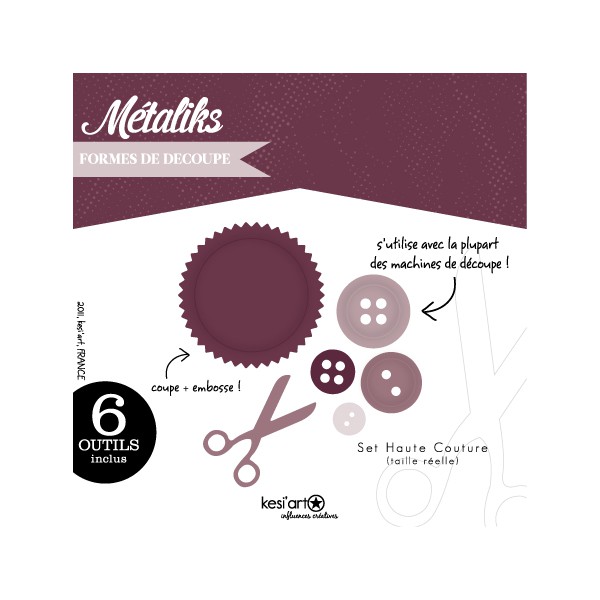 Métaliks
FORMES DE DECOUPE
s'utilise avec la plupart
des machines de découpe !
2011, kesi'art, FRANCE
coupe + embosse !
6
OUTILS
inclus
Set Haute Couture
(taille réelle)
kesi'art
influences créatives